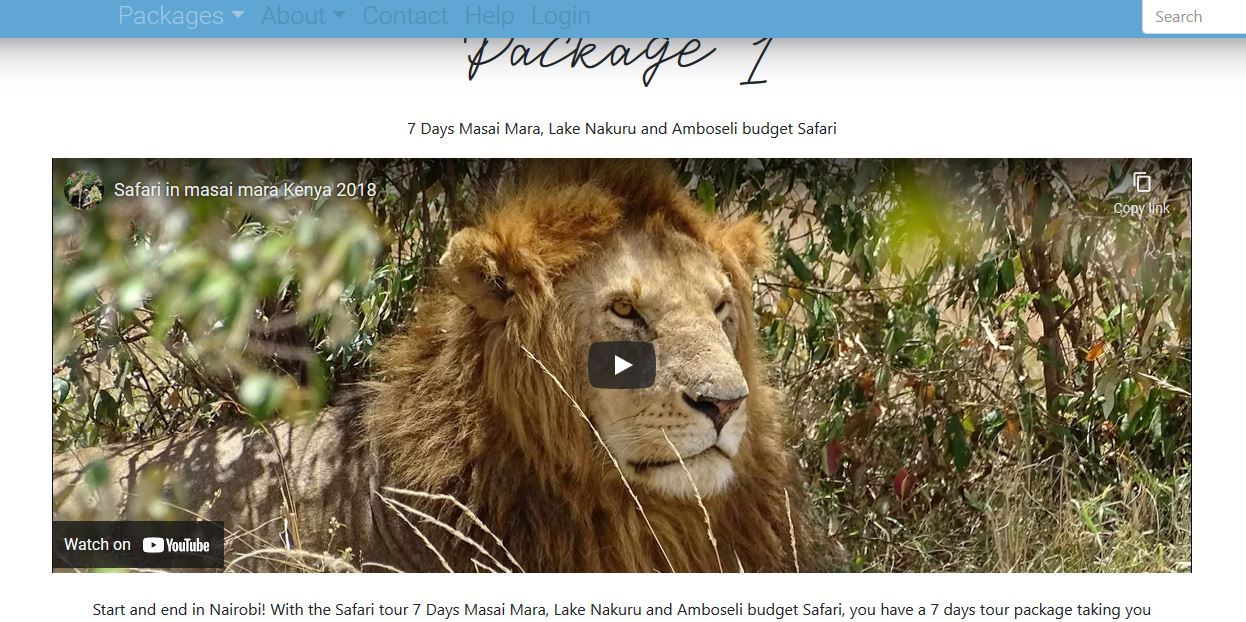 Packages About Contact Help Login Search
Package 1
7 Days Masai Mara, Lake Nakuru and Amboseli budget Safari
Safari in masai mara Kenya 2018
Copy link
Watch on YouTube
Start and end in Nairobi! With the Safari tour 7 Days Masai Mara, Lake Nakuru and Amboseli budget Safari, you have a 7 days tour package taking you